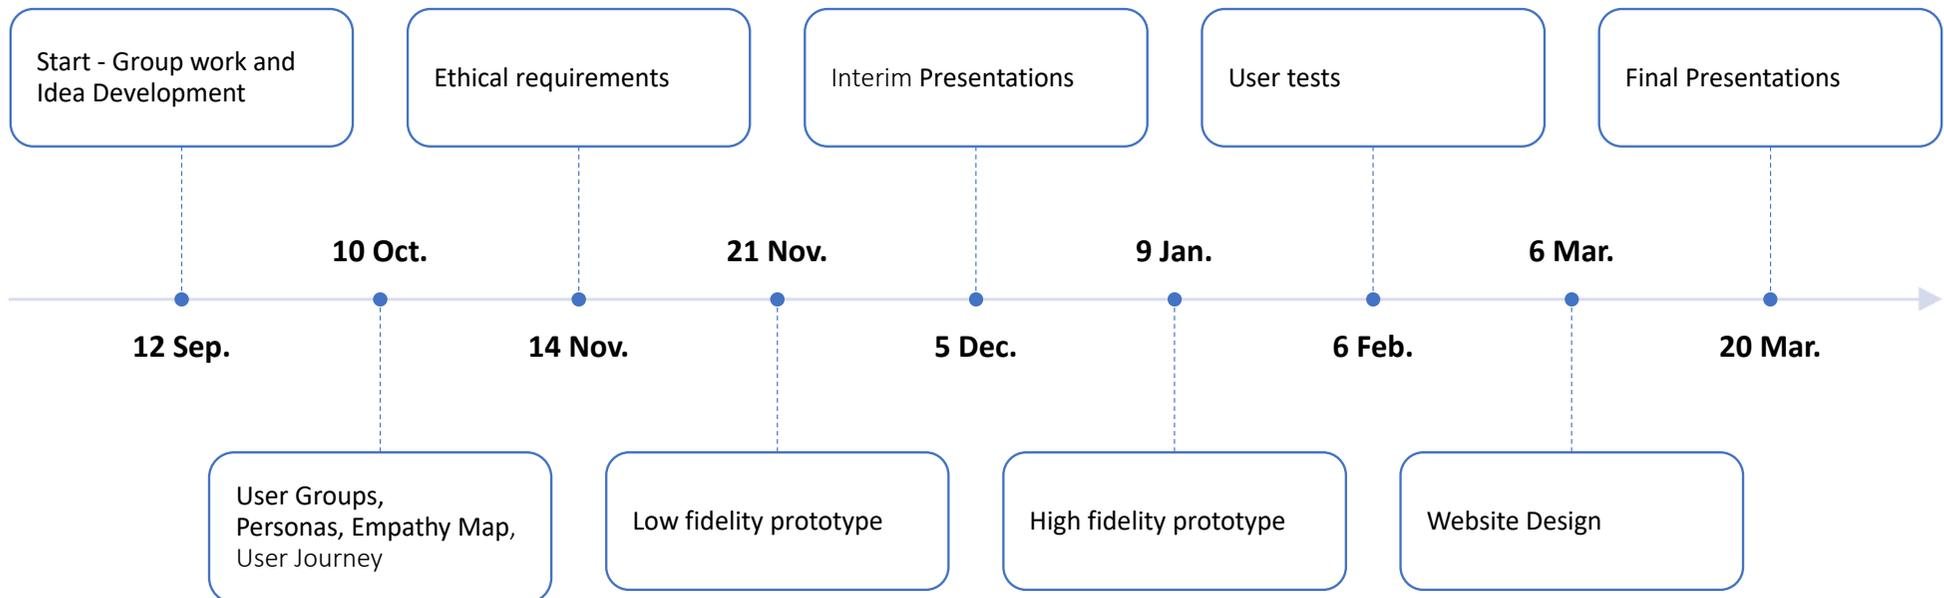 Start - Group work and
Idea Development
Ethical requirements
Interim Presentations
User tests
Final Presentations
10 Oct.
21 Nov.
9 Jan.
6 Mar.
12 Sep.
14 Nov.
5 Dec.
6 Feb.
20 Mar.
User Groups,
Personas, Empathy Map,
User Journey
Low fidelity prototype
High fidelity prototype
Website Design